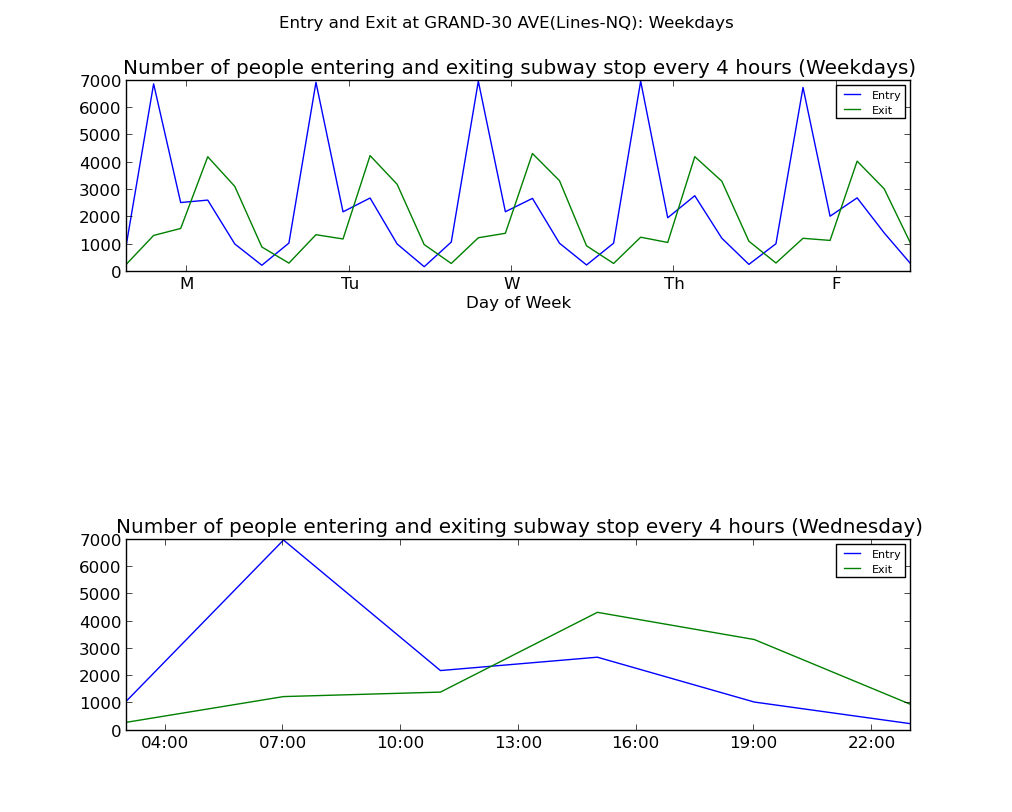 Entry and Exit at GRAND-30 AVE(Lines-NQ): Weekdays
Number of people entering and exiting subway stop every 4 hours (Weekdays)
7000
6000
5000
4000
3000
2000
1000
0
Entry
Exit
M Tu W Th F
Day of Week
Number of people entering and exiting subway stop every 4 hours (Wednesday)
7000
6000
5000
4000
3000
2000
1000
0
Entry
Exit
04:00 07:00 10:00 13:00 16:00 19:00 22:00